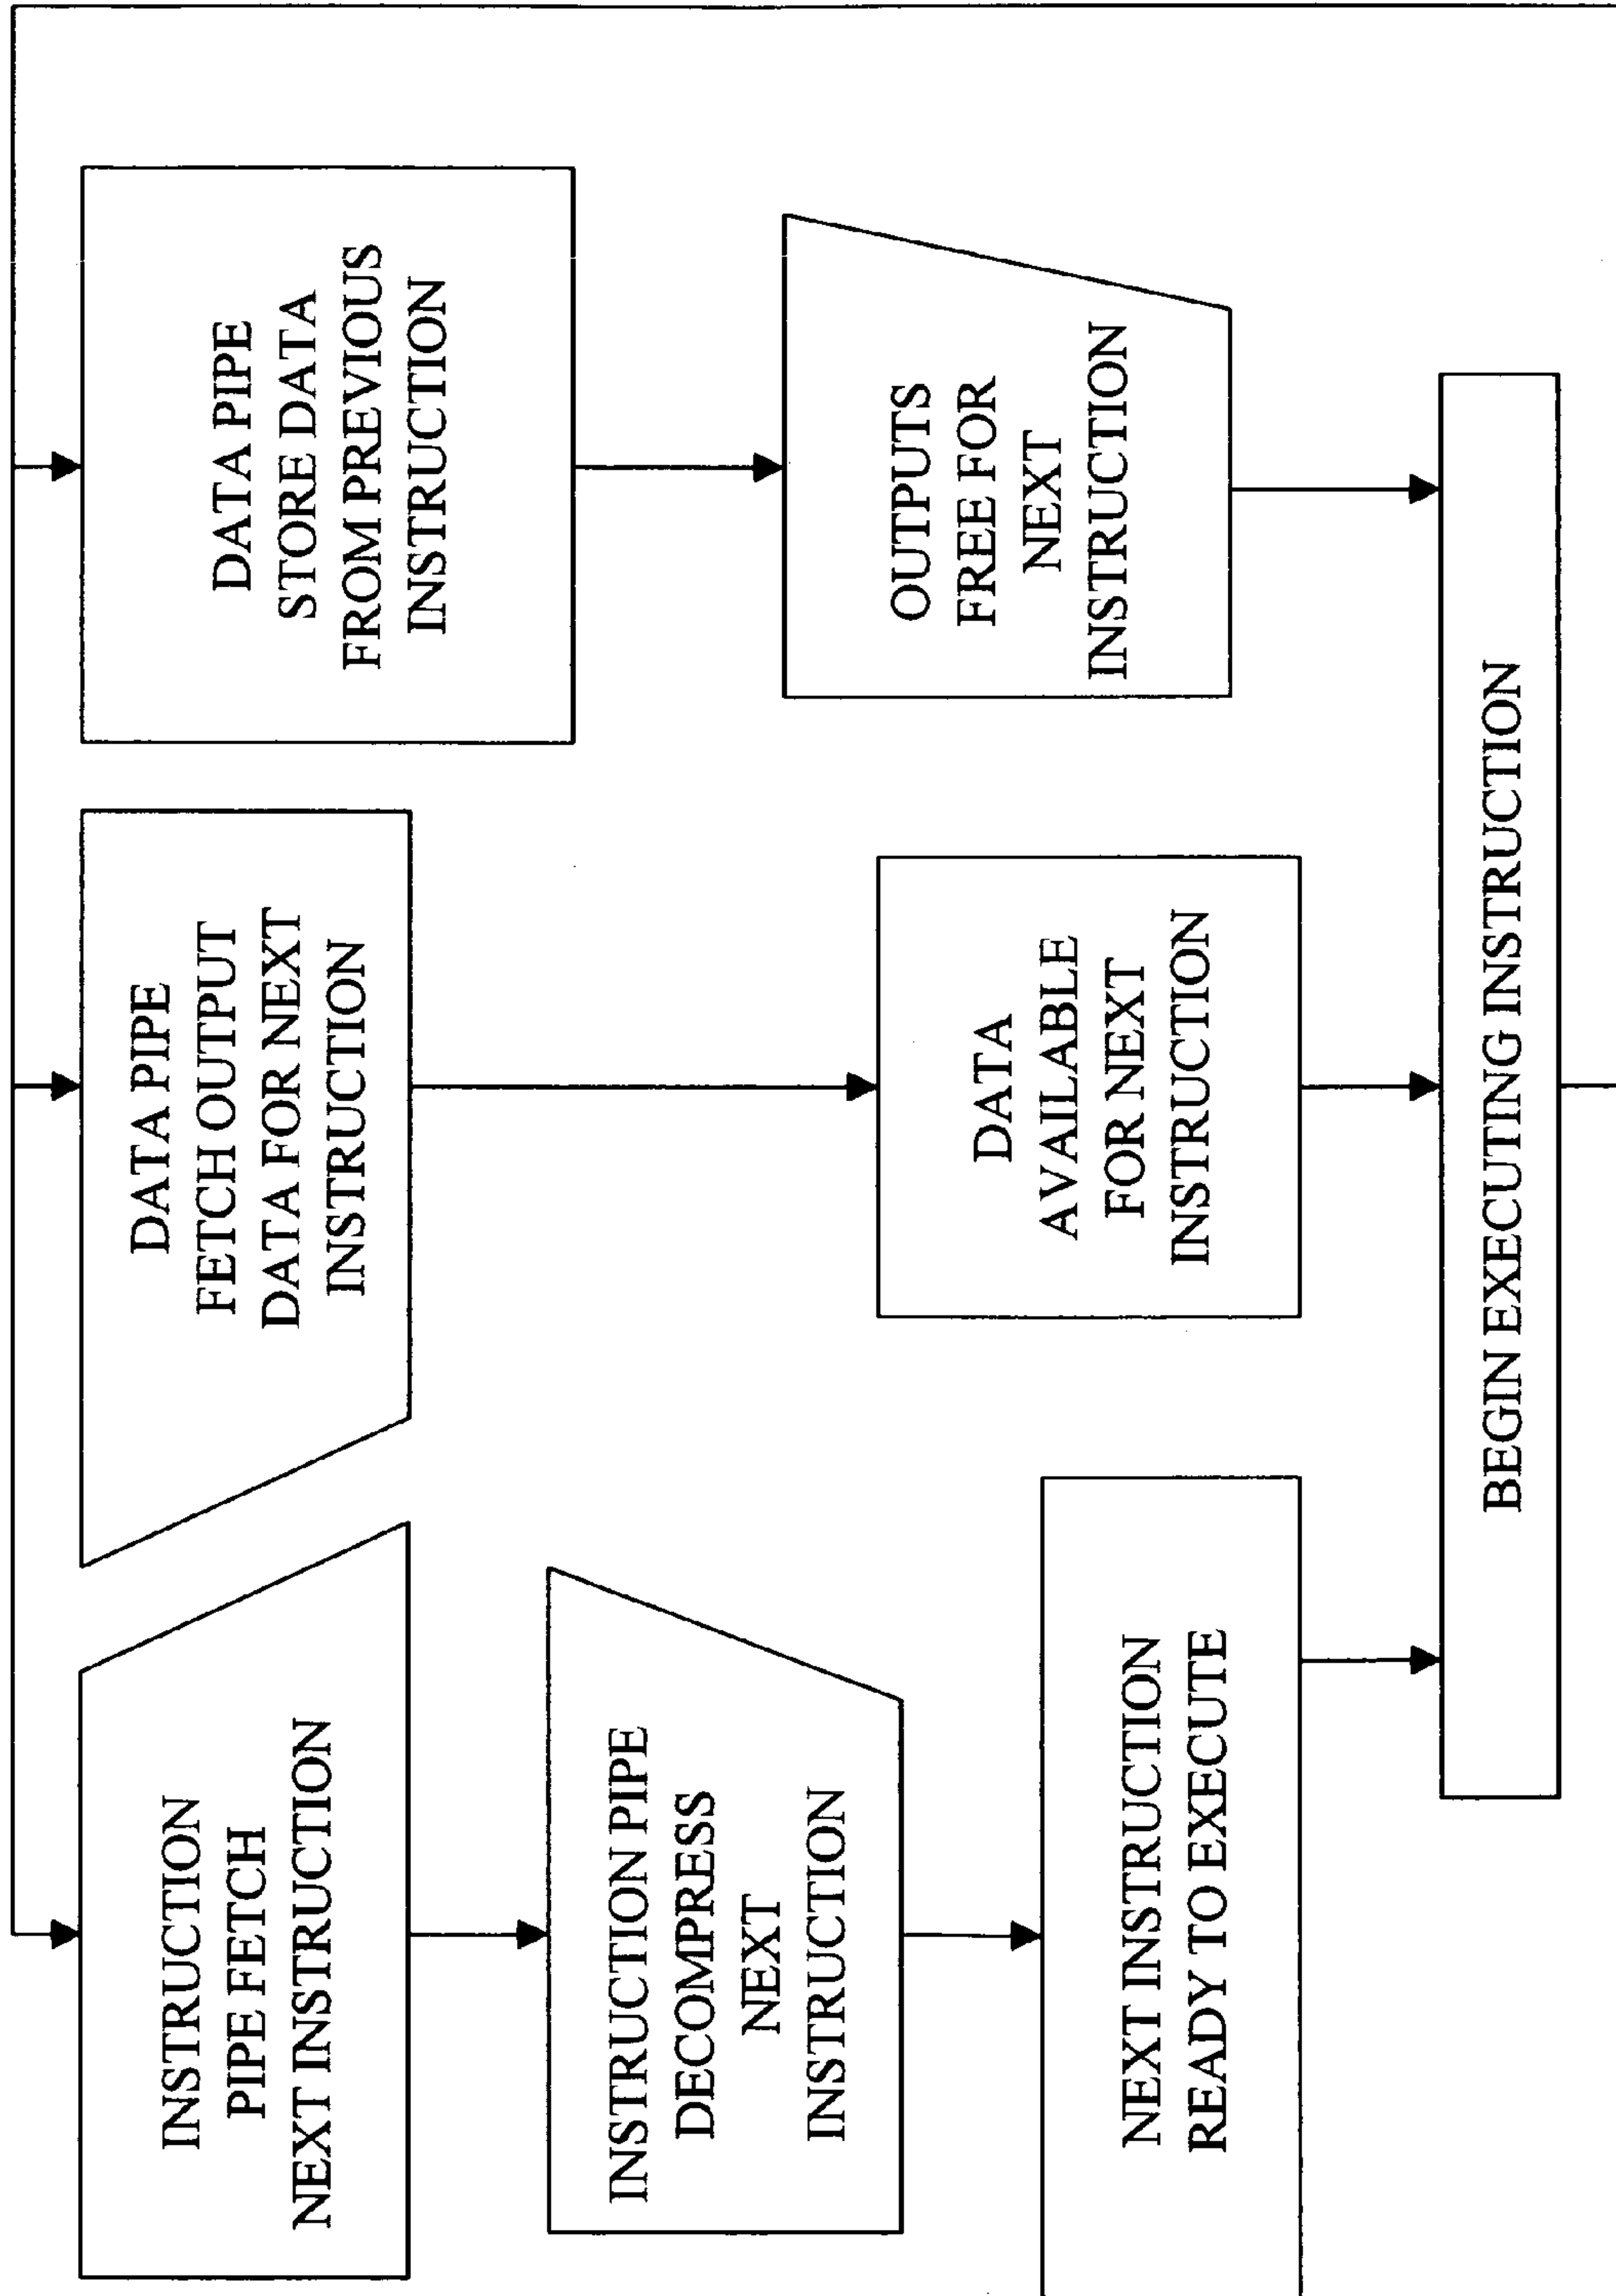 INSTRUCTION
PIPE FETCH
NEXT INSTRUCTION
INSTRUCTION PIPE
DECOMPRESS
NEXT
INSTRUCTION
NEXT INSTRUCTION
READY TO EXECUTE
DATA PIPE
FETCH OUTPUT
DATA FOR NEXT
INSTRUCTION
DATA
AVAILABLE
FOR NEXT
INSTRUCTION
DATA PIPE
STORE DATA
FROM PREVIOUS
INSTRUCTION
OUTPUTS
FREE FOR
NEXT
INSTRUCTION
BEGIN EXECUTING INSTRUCTION